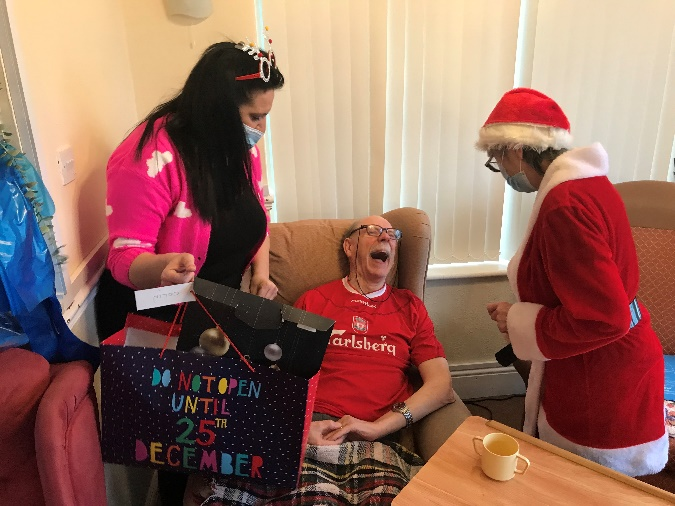 DO NOT OPEN
UNTIL
25TH
DECEMBER
Carlsberg